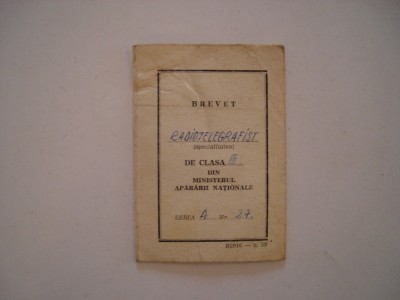 BREVET
RADIOTELEGRAFIST
(specialitatea)
DE CLASA III
DIN
MINISTERUL
APĂRĂRII NAȚIONALE
SERIA A Nr. 27.